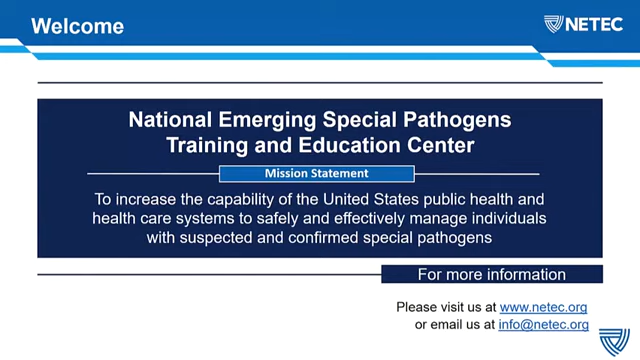 Welcome
NETEC
National Emerging Special Pathogens
Training and Education Center
Mission Statement
To increase the capability of the United States public health and
health care systems to safely and effectively manage individuals
with suspected and confirmed special pathogens
For more information
Please visit us at www.netec.org
or email us at info@netec.org